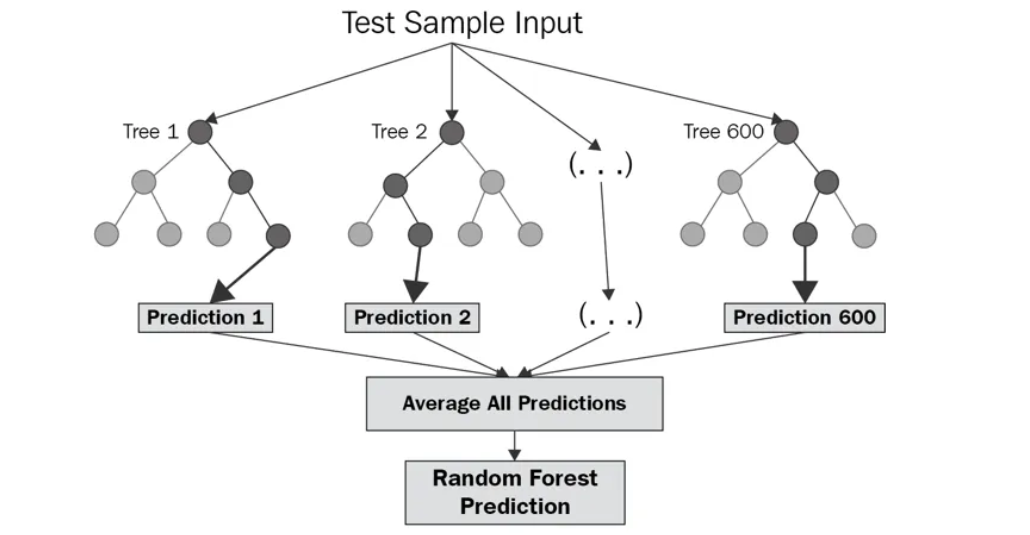 Test Sample Input
Tree 1
Tree 2
Tree 600
(. . .)
Prediction 1
Prediction 2
(. . .)
Prediction 600
Average All Predictions
Random Forest
Prediction